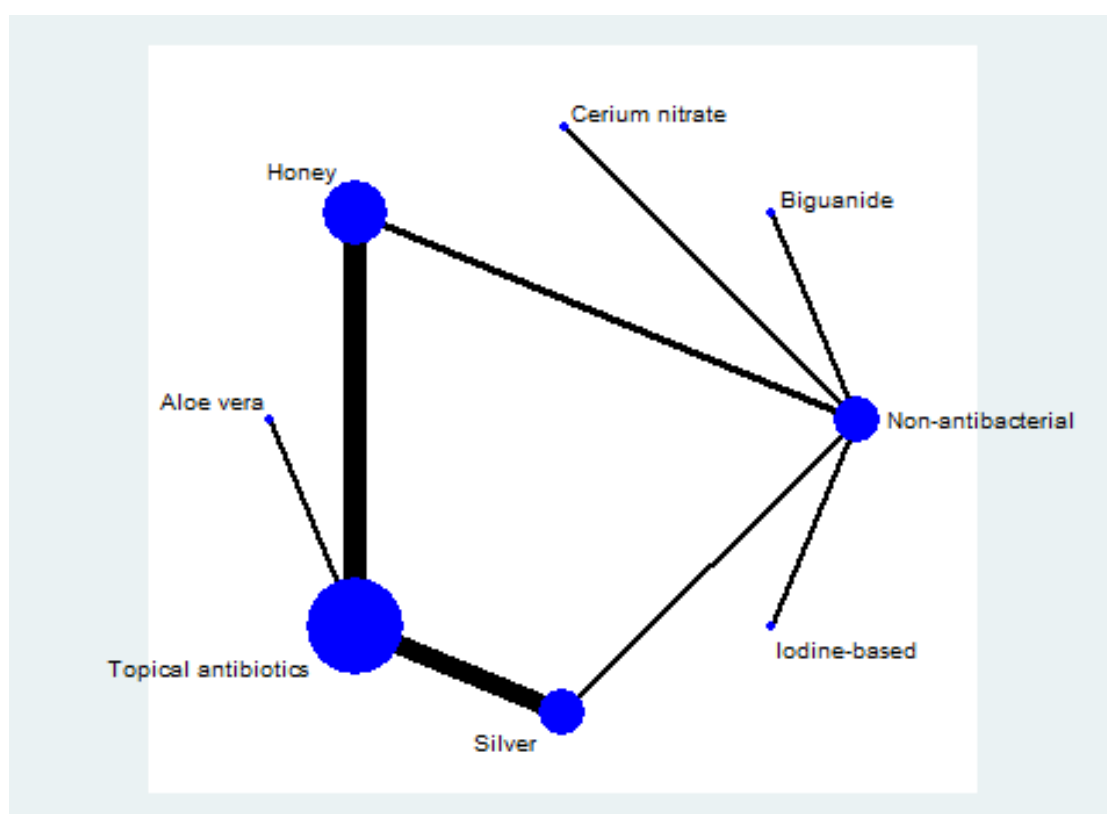 Cerium nitrate
Honey
Biguanide
Aloe vera
Non-antibacterial
Iodine-based
Topical antibiotics
Silver